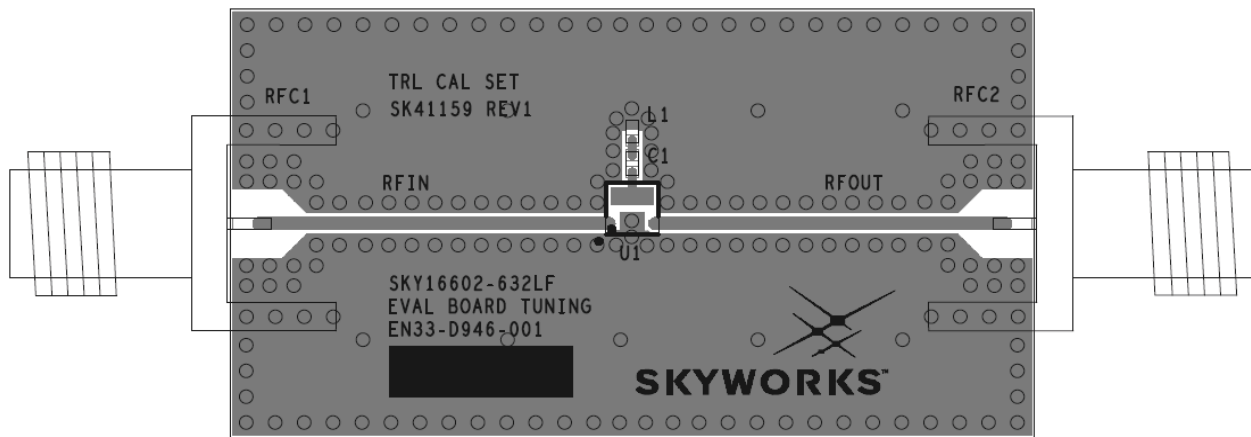 TRL CAL SET
SK41159 REV1
RFC1
RFC2
L1
C1
RFIN
RFOUT
U1
SKY16602-632LF
EVAL BOARD TUNING
EN33-D946-001
SKYWORKS™